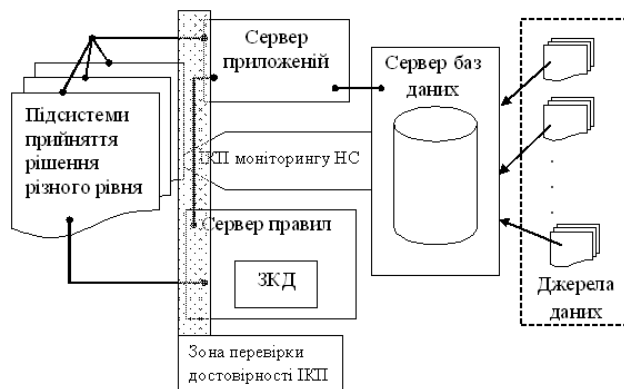 Сервер
приложеній
Сервер баз
даних
Підсистеми
прийняття
рішення
різного рівня
ІКП моніторингу НС
Сервер правил
ЗКД
Джерела
даних
Зона перевірки
достовірності ІКП